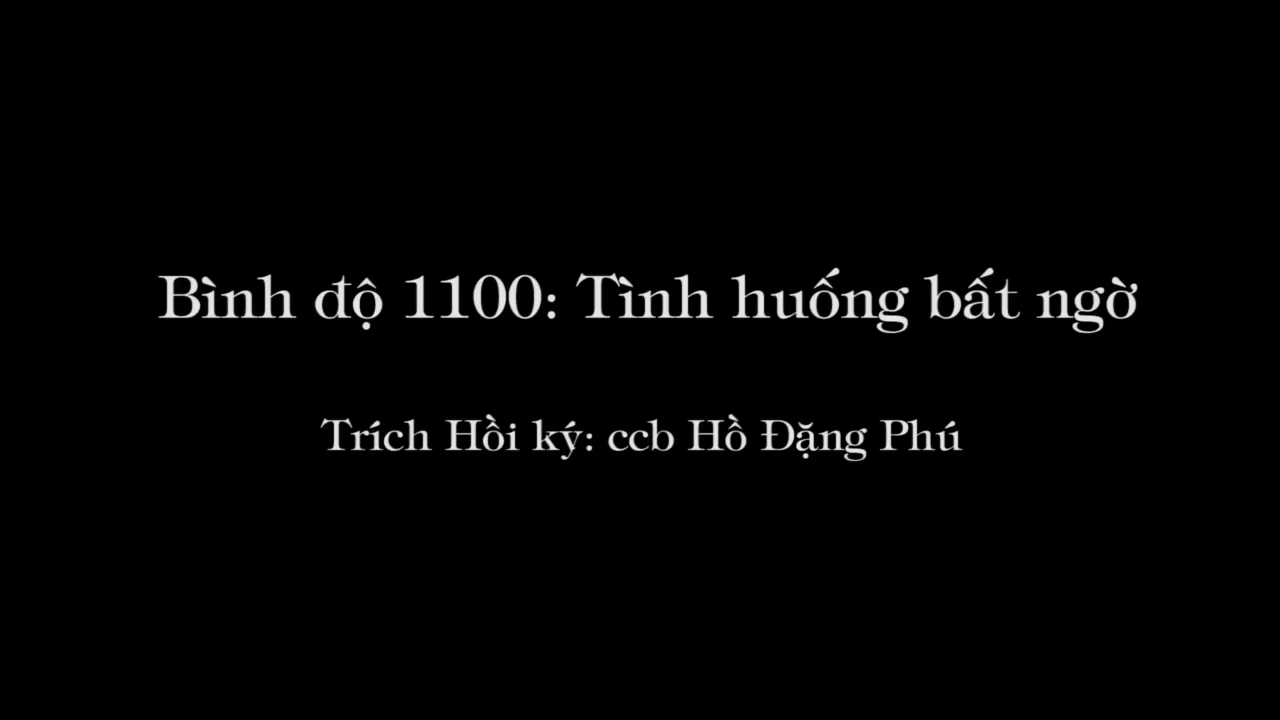 Bình độ 1100: Tình huống bất ngờ
Trích Hồi ký: ccb Hồ Đặng Phú